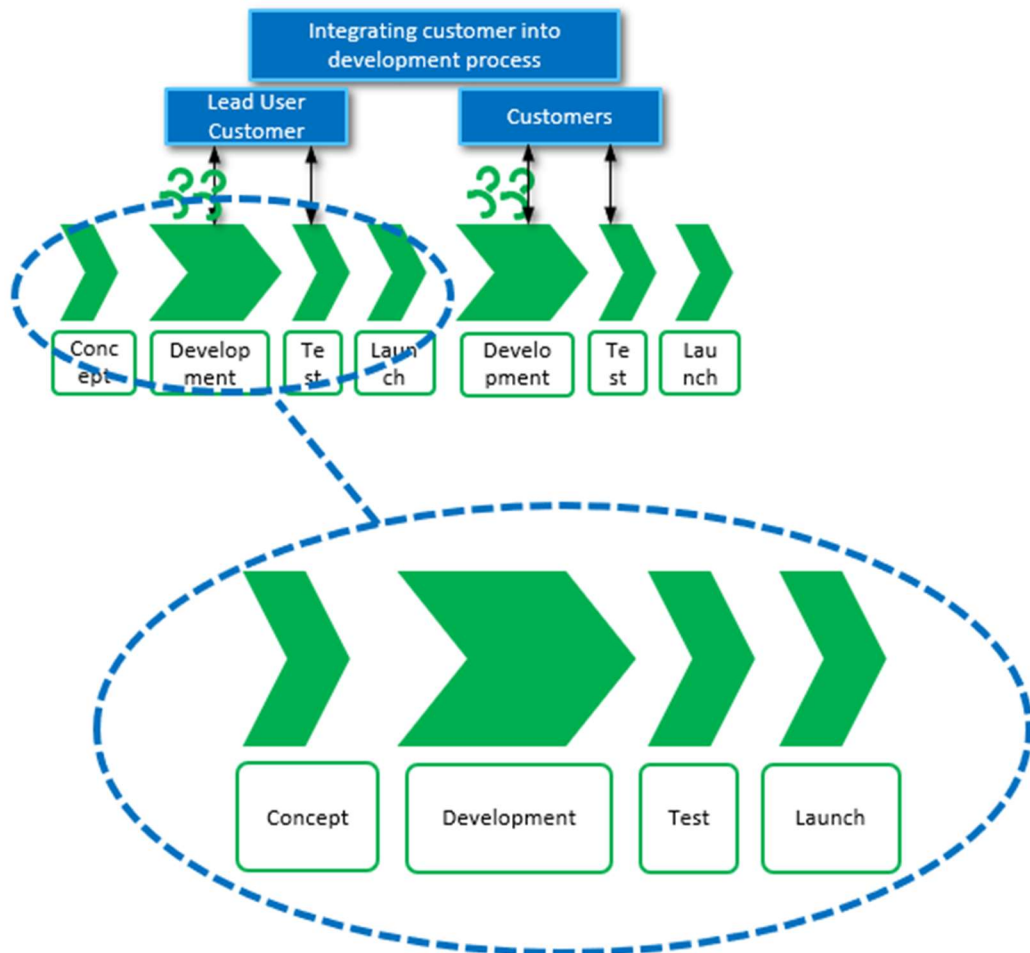 Integrating customer into
development process
Lead User
Customer
Customers
Conc
ept
Develop
ment
Te
st
Laun
ch
Develo
pment
Te
st
Lau
nch
Concept
Development
Test
Launch